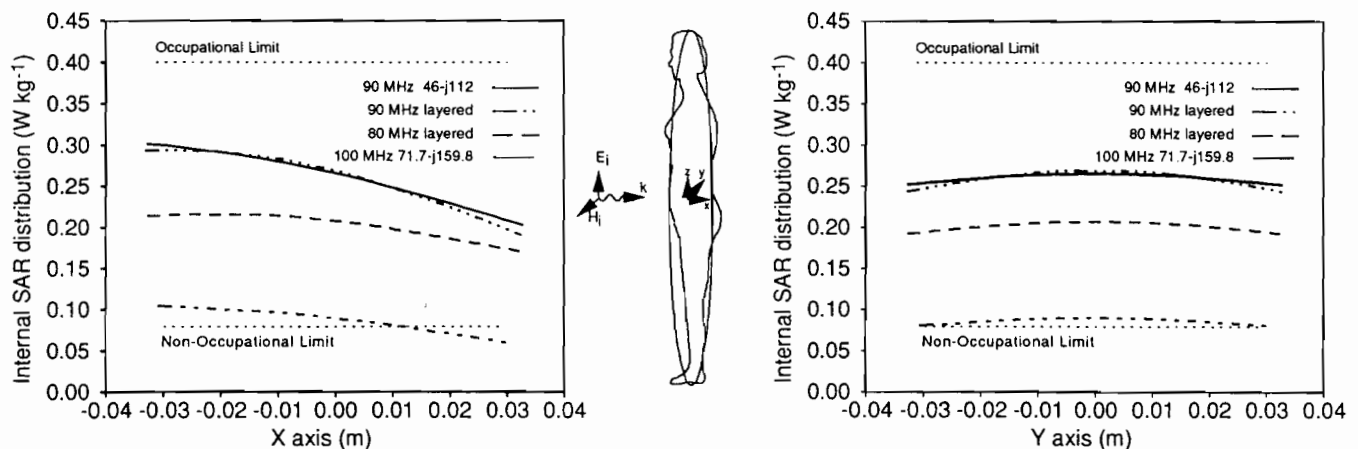 Internal SAR distribution (W kg-1)
0.45
0.40
0.35
0.30
0.25
0.20
0.15
0.10
0.05
0.00
Occupational Limit
90 MHz 46-j112
90 MHz layered
80 MHz layered
100 MHz 71.7-j159.8
Non-Occupational Limit
-0.04 -0.03 -0.02 -0.01 0.00 0.01 0.02 0.03 0.04
X axis (m)
Ei
k
Hi
z y
x
Internal SAR distribution (W kg-1)
0.45
0.40
0.35
0.30
0.25
0.20
0.15
0.10
0.05
0.00
Occupational Limit
90 MHz 46-j112
90 MHz layered
80 MHz layered
100 MHz 71.7-j159.8
Non-Occupational Limit
-0.04 -0.03 -0.02 -0.01 0.00 0.01 0.02 0.03 0.04
Y axis (m)